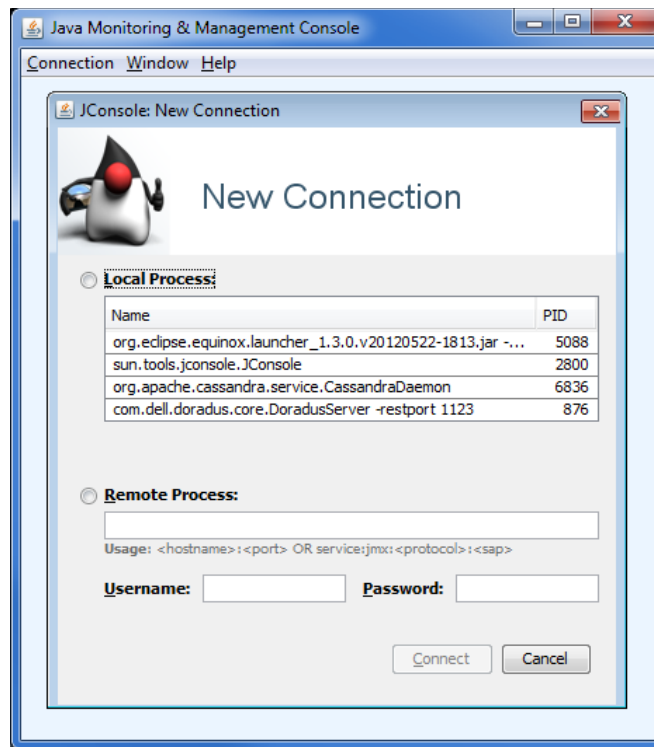 Java Monitoring & Management Console
Connection Window Help
JConsole: New Connection
New Connection
Local Process:
Name PID
org.eclipse.equinox.launcher_1.3.0.v20120522-1813.jar -... 5088
sun.tools.jconsole.JConsole 2800
org.apache.cassandra.service.CassandraDaemon 6836
com.dell.doradus.core.DoradusServer -restport 1123 876
Remote Process:
Usage: <hostname>:<port> OR service:jmx:<protocol>:<sap>
Username: Password:
Connect Cancel